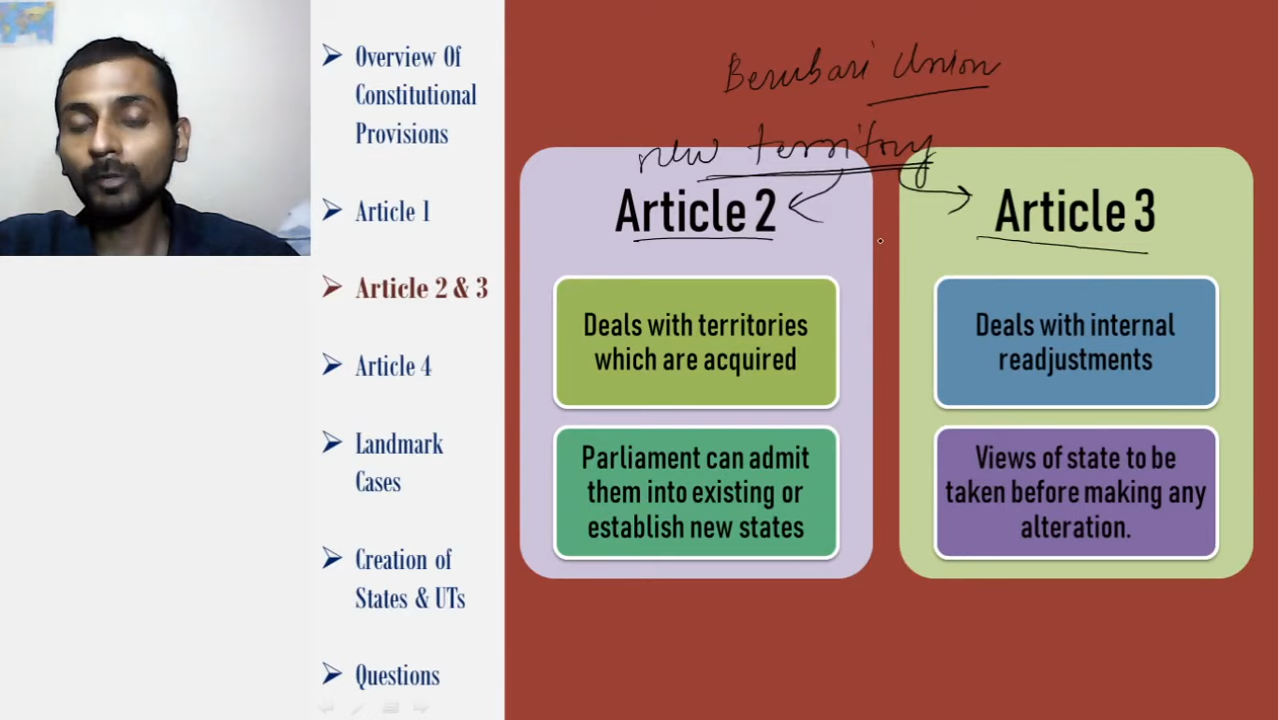 Overview Of
Constitutional
Provisions
Article 1
Article 2 & 3
Article 4
Landmark
Cases
Creation of
States & UTs
Questions
Berubari Union
new territory
Article 2
Deals with territories
which are acquired
Parliament can admit
them into existing or
establish new states
Article 3
Deals with internal
readjustments
Views of state to be
taken before making any
alteration.